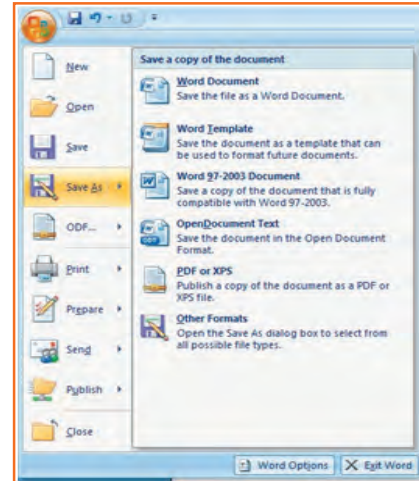 New
Open
Save
Save As
ODF...
Print
Prepare
Send
Publish
Close
Save a copy of the document
Word Document
Save the file as a Word Document.
Word Template
Save the document as a template that can
be used to format future documents.
Word 97-2003 Document
Save a copy of the document that is fully
compatible with Word 97-2003.
OpenDocument Text
Save the document in the Open Document
Format.
PDF or XPS
Publish a copy of the document as a PDF or
XPS file.
Other Formats
Open the Save As dialog box to select from
all possible file types.
Word Options
Exit Word